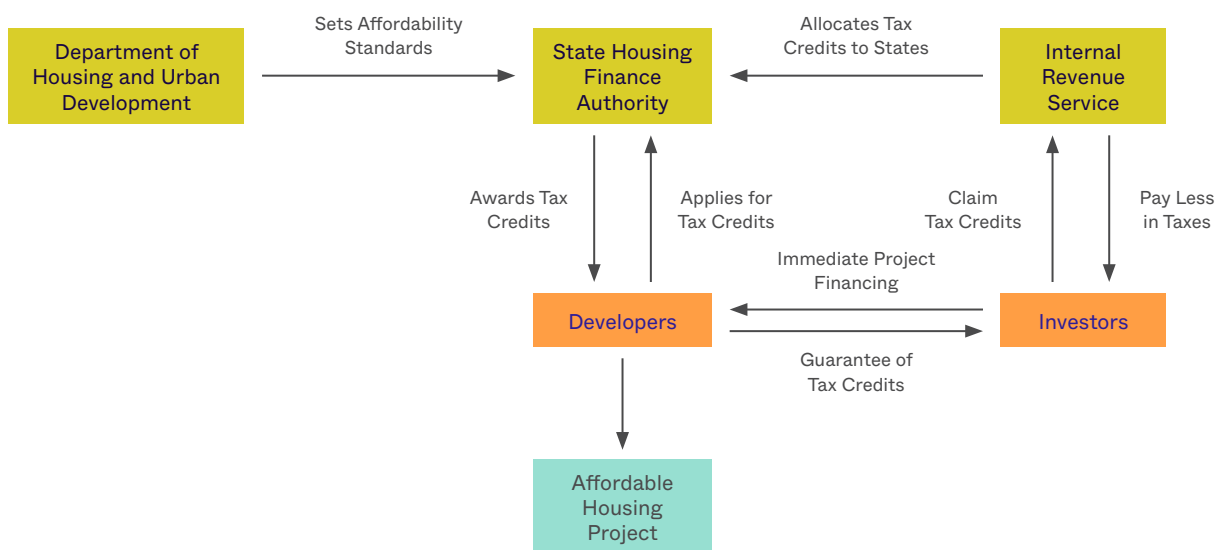 Sets Affordability
Standards
Allocates Tax
Credits to States
Department of
Housing and Urban
Development
State Housing
Finance
Authority
Internal
Revenue
Service
Awards Tax
Credits
Applies for
Tax Credits
Claim
Tax Credits
Pay Less
in Taxes
Immediate Project
Financing
Developers
Investors
Guarantee of
Tax Credits
Affordable
Housing
Project